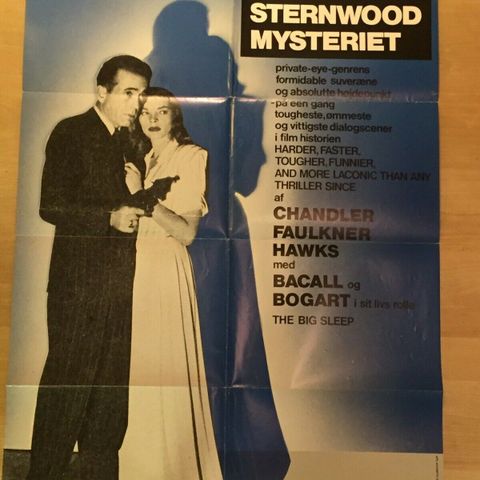 STERNWOOD
MYSTERIET
private-eye-genrens
formidable suveræne
og absolutte højdepunkt
på een gang
tougheste, ømmeste
og vittigste dialogscener
i film historien
HARDER, FASTER,
TOUGHER, FUNNIER,
AND MORE LACONIC THAN ANY
THRILLER SINCE
af
CHANDLER
FAULKNER
HAWKS
med
BACALL og
BOGART i sit livs rolle
THE BIG SLEEP